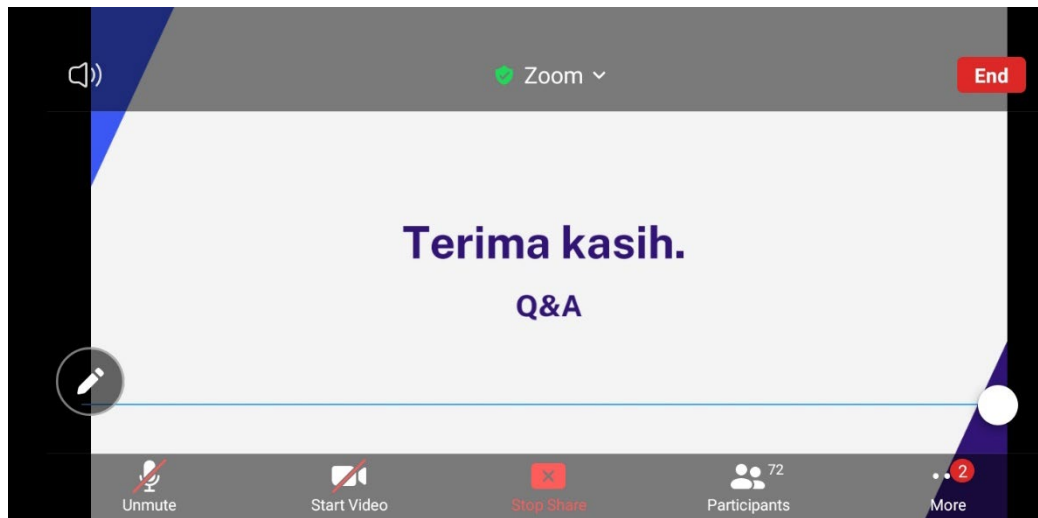 Zoom
End
Terima kasih.
Q&A
72
2
Unmute
Start Video
Stop Share
Participants
More